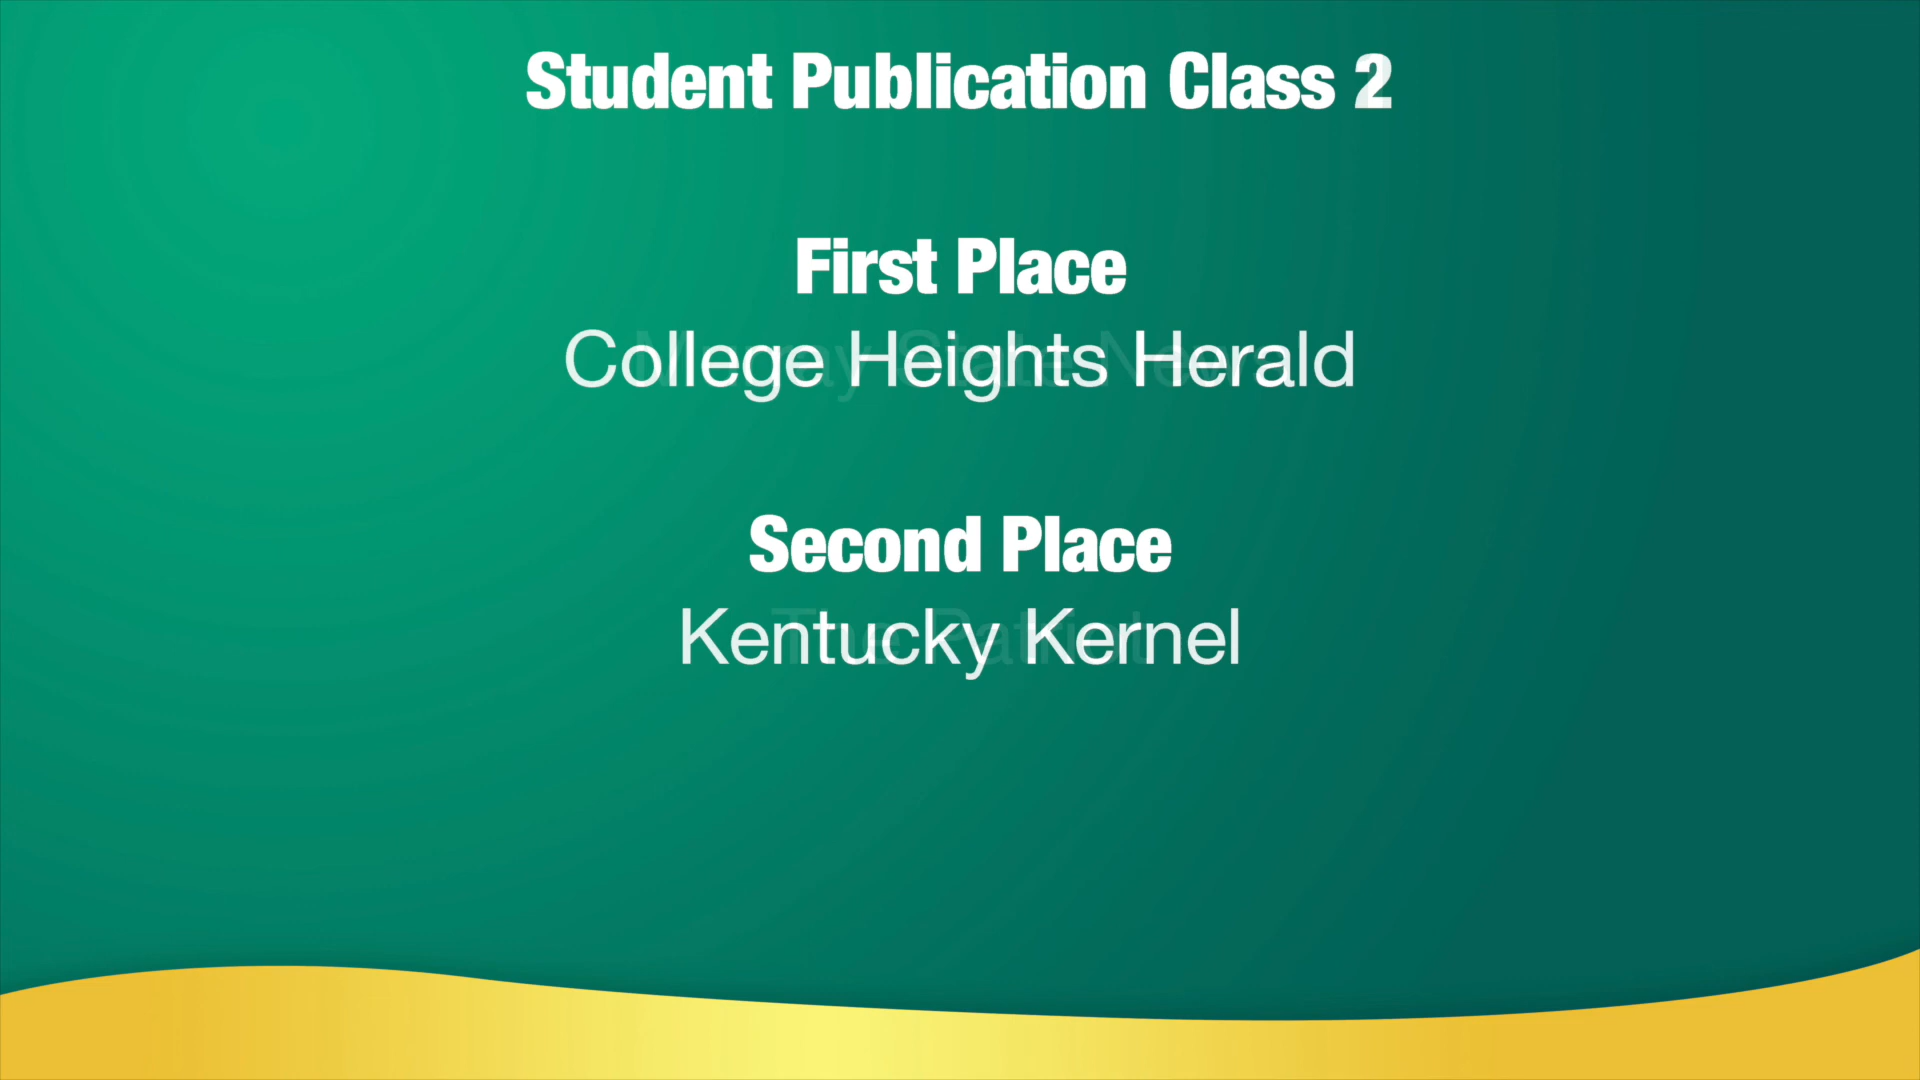 Student Publication Class 2
First Place
College Heights Herald
Second Place
Kentucky Kernel